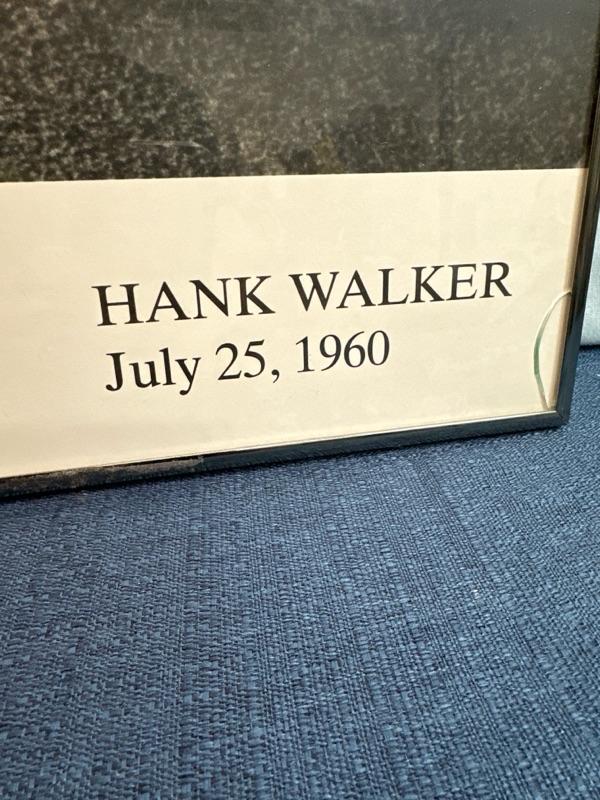 HANK WALKER
July 25, 1960